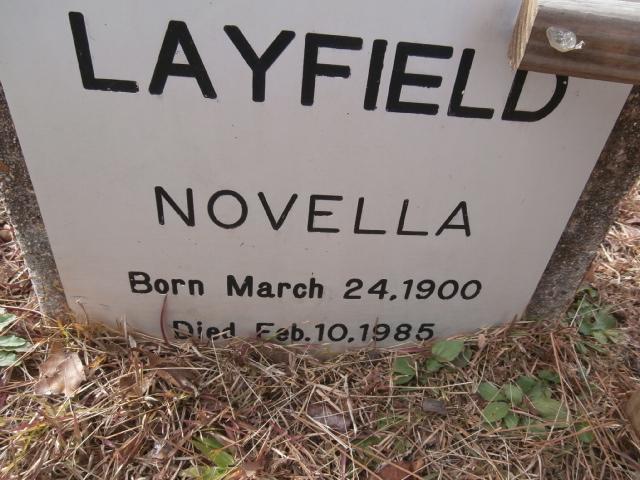 LAYFIELD
NOVELLA
Born March 24,1900
Died Feb.10,1985